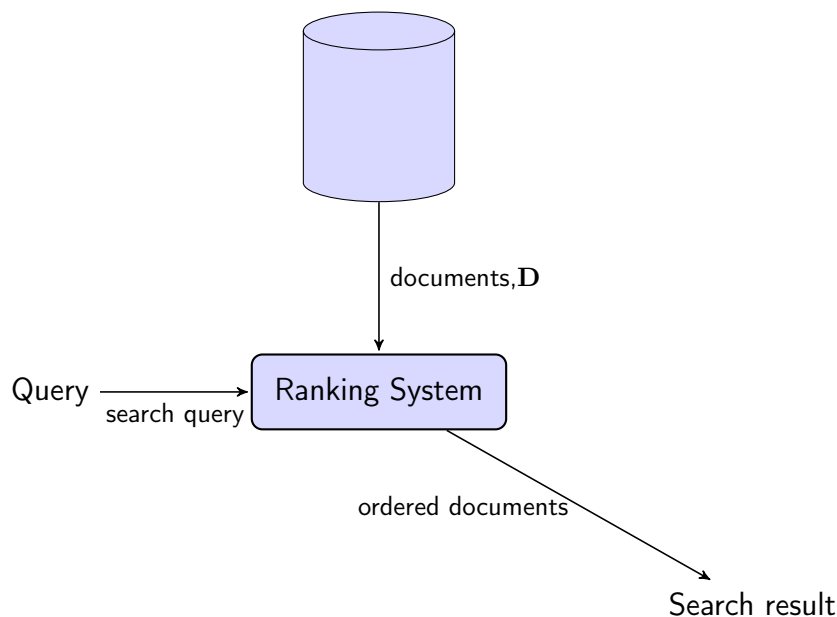 documents,D
Query
search query
Ranking System
ordered documents
Search result